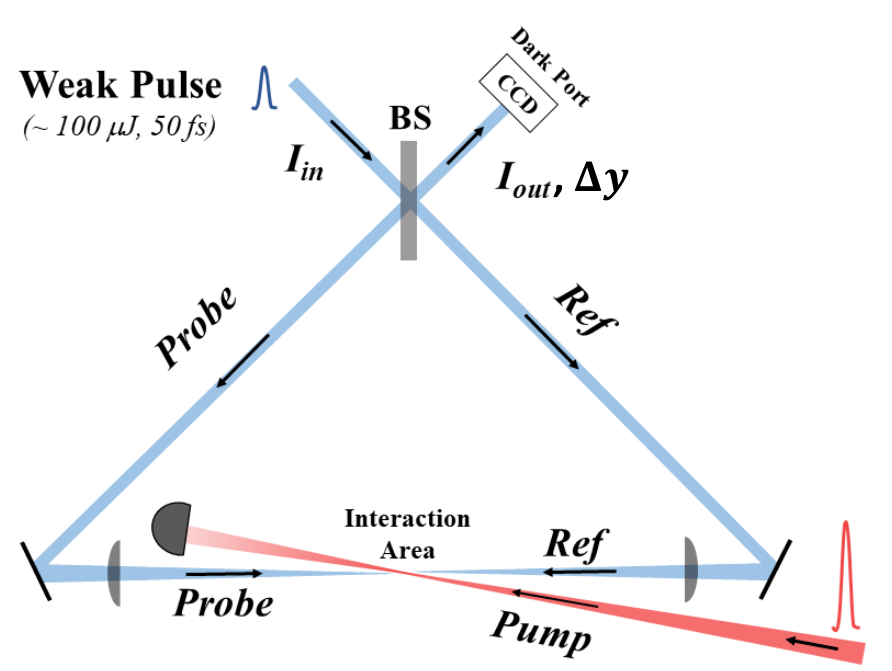 Weak Pulse
(~ 100 μJ, 50 fs)
I_in
BS
Dark Port
CCD
I_out, Δy
Probe
Ref
Interaction
Area
Ref
Probe
Pump